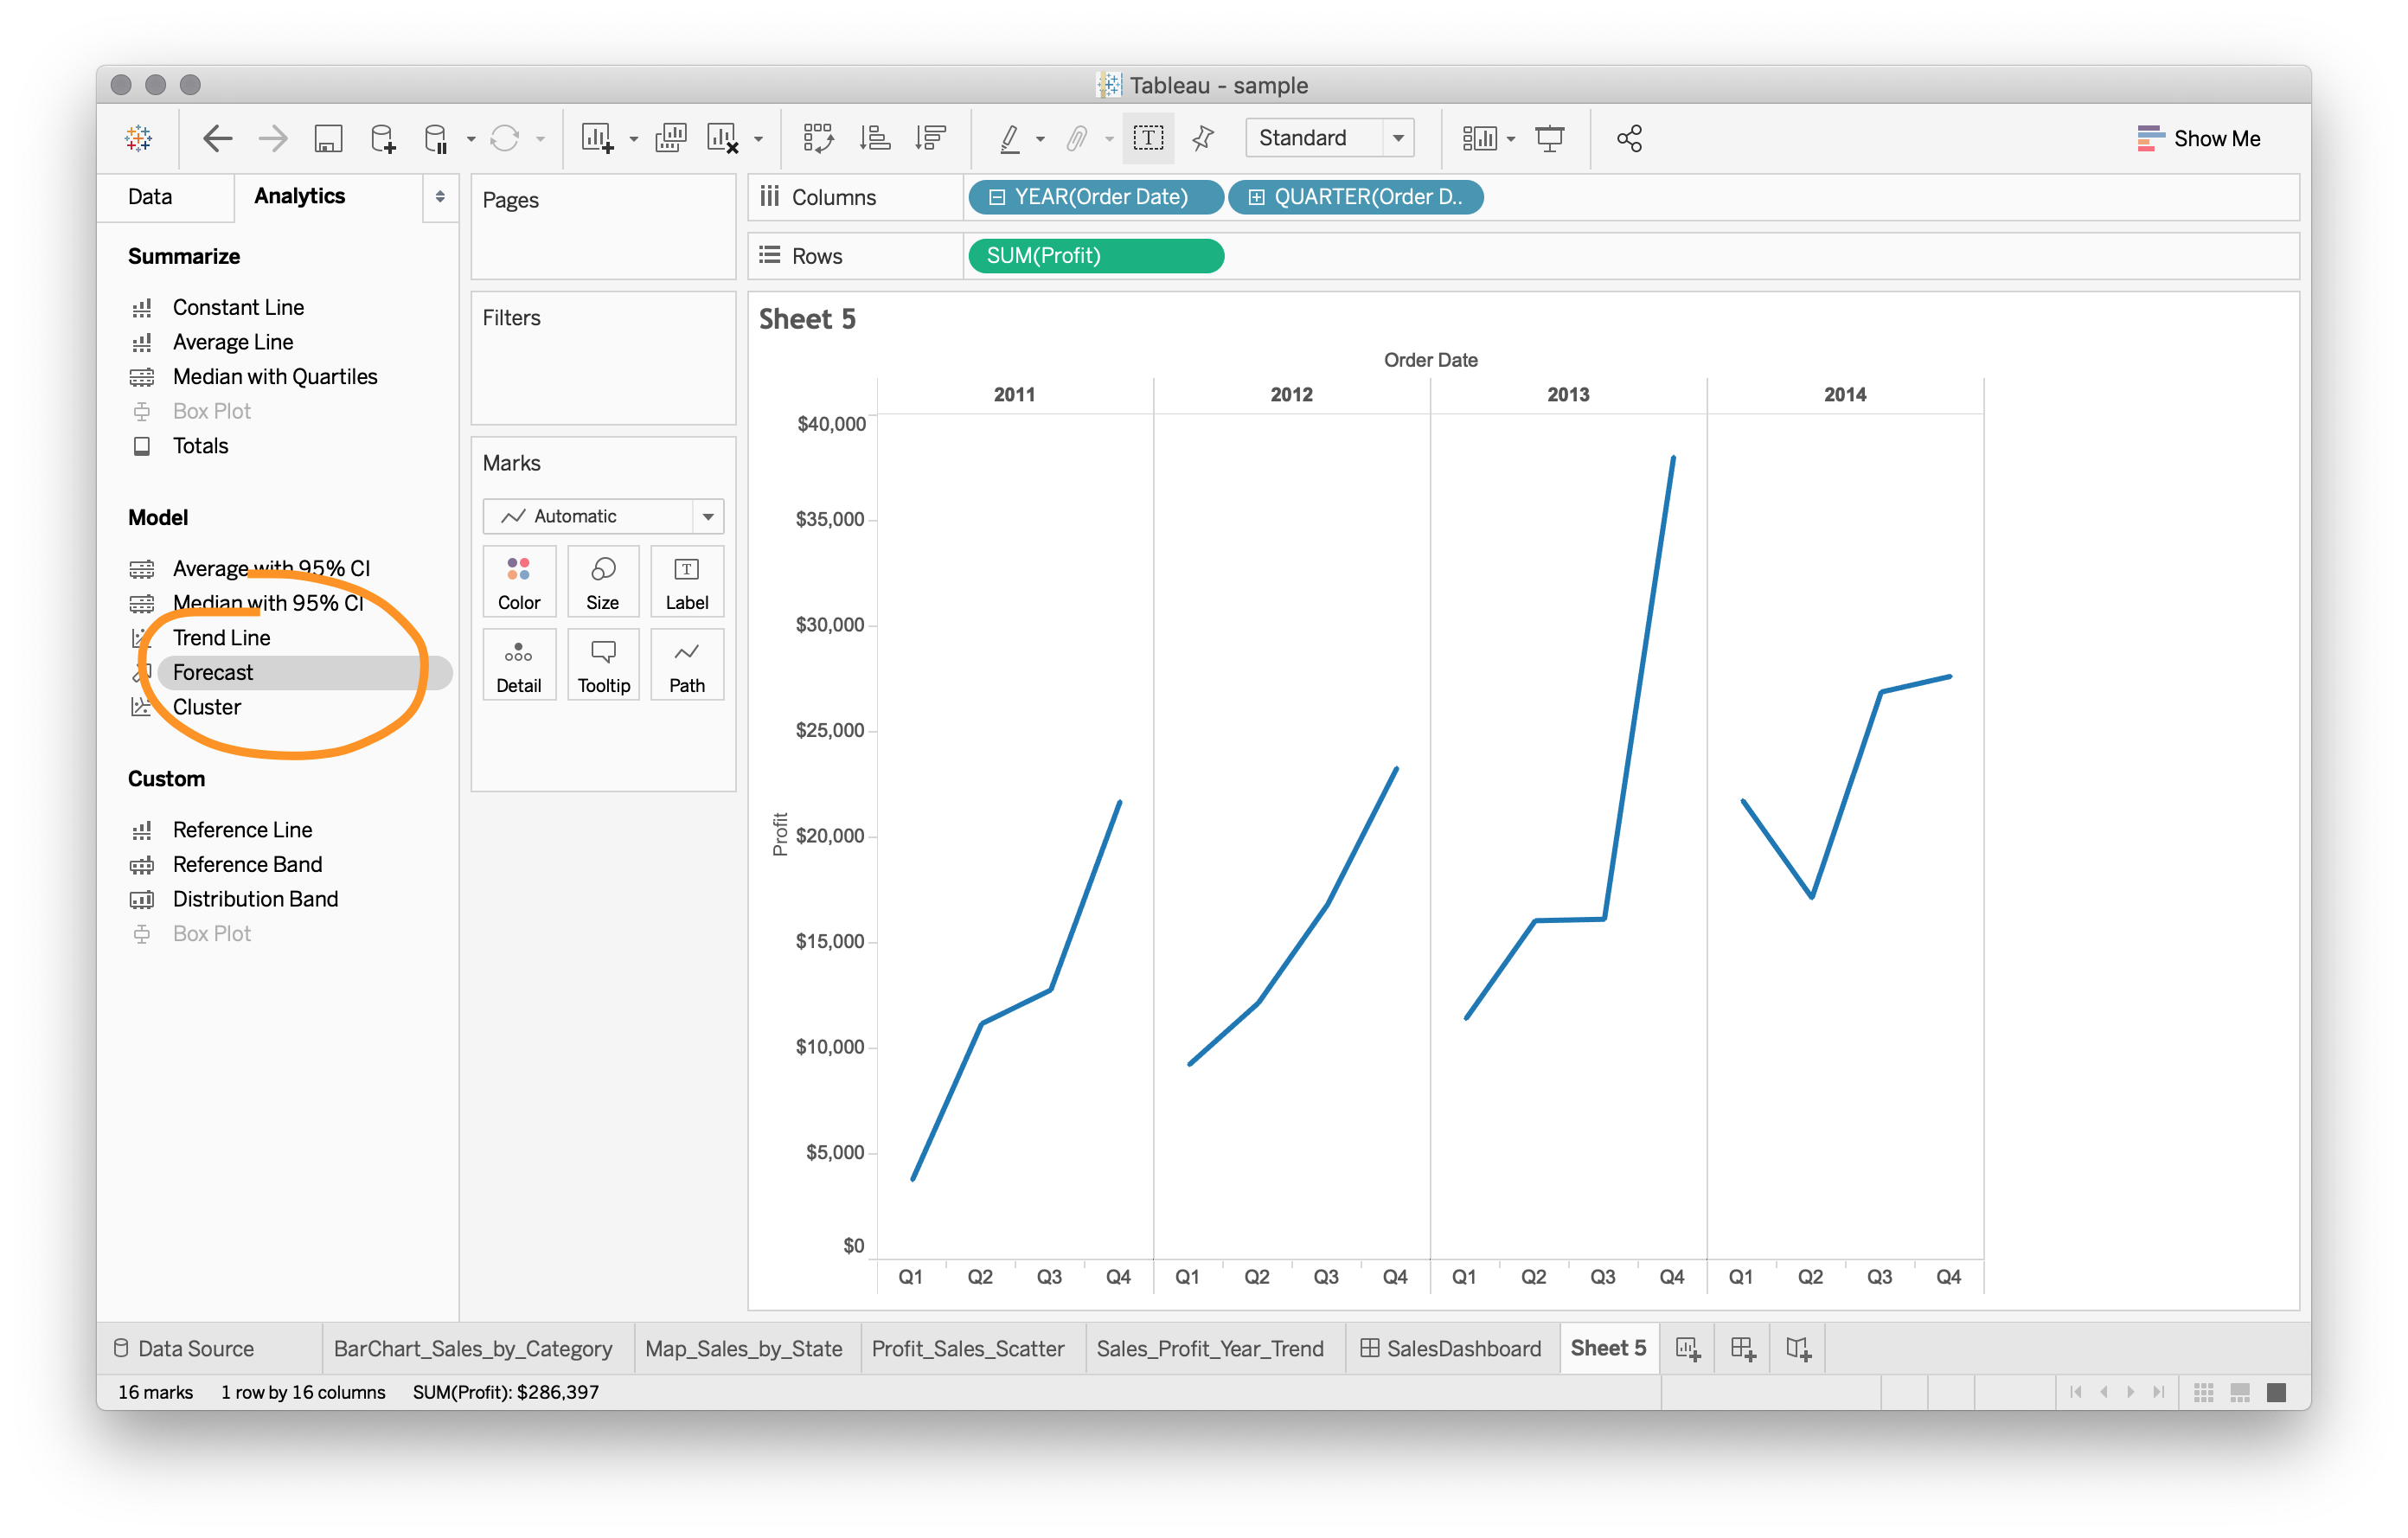 Tableau - sample
Standard
Show Me
Data
Analytics
Summarize
Constant Line
Average Line
Median with Quartiles
Box Plot
Totals
Model
Average with 95% CI
Median with 95% CI
Trend Line
Forecast
Cluster
Custom
Reference Line
Reference Band
Distribution Band
Box Plot
Pages
Filters
Marks
Automatic
Color Size Label
Detail Tooltip Path
Columns YEAR(Order Date) QUARTER(Order D..
Rows SUM(Profit)
Sheet 5
Order Date
2011 2012 2013 2014
$40,000
$35,000
$30,000
$25,000
$20,000
$15,000
$10,000
$5,000
$0
Profit
Q1 Q2 Q3 Q4 Q1 Q2 Q3 Q4 Q1 Q2 Q3 Q4 Q1 Q2 Q3 Q4
Data Source BarChart_Sales_by_Category Map_Sales_by_State Profit_Sales_Scatter Sales_Profit_Year_Trend SalesDashboard Sheet 5
16 marks 1 row by 16 columns SUM(Profit): $286,397